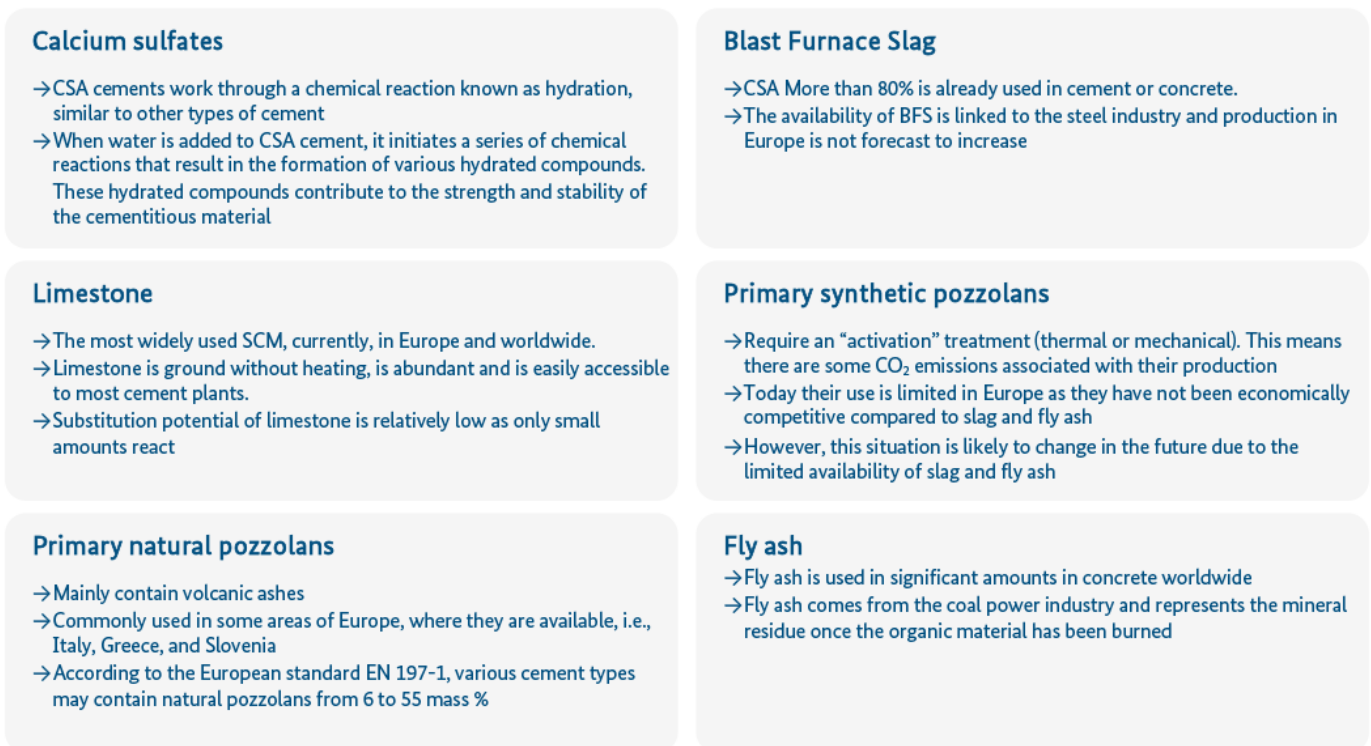 Calcium sulfates
→CSA cements work through a chemical reaction known as hydration,
similar to other types of cement
→When water is added to CSA cement, it initiates a series of chemical
reactions that result in the formation of various hydrated compounds.
These hydrated compounds contribute to the strength and stability of
the cementitious material
Blast Furnace Slag
→CSA More than 80% is already used in cement or concrete.
→The availability of BFS is linked to the steel industry and production in
Europe is not forecast to increase
Limestone
→The most widely used SCM, currently, in Europe and worldwide.
→Limestone is ground without heating, is abundant and is easily accessible
to most cement plants.
→Substitution potential of limestone is relatively low as only small
amounts react
Primary synthetic pozzolans
→Require an “activation” treatment (thermal or mechanical). This means
there are some CO₂ emissions associated with their production
→Today their use is limited in Europe as they have not been economically
competitive compared to slag and fly ash
→However, this situation is likely to change in the future due to the
limited availability of slag and fly ash
Primary natural pozzolans
→Mainly contain volcanic ashes
→Commonly used in some areas of Europe, where they are available, i.e.,
Italy, Greece, and Slovenia
→According to the European standard EN 197-1, various cement types
may contain natural pozzolans from 6 to 55 mass %
Fly ash
→Fly ash is used in significant amounts in concrete worldwide
→Fly ash comes from the coal power industry and represents the mineral
residue once the organic material has been burned